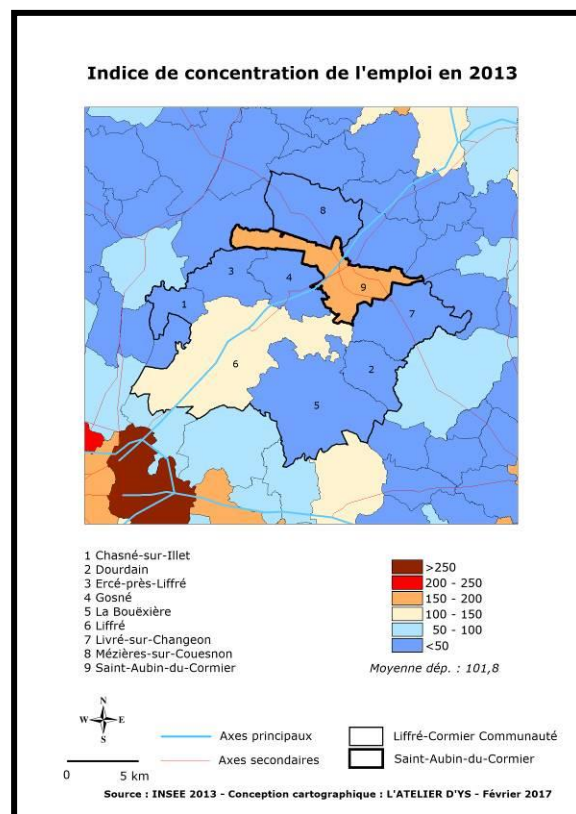 Indice de concentration de l'emploi en 2013
8
3
4
9
1
7
6
2
5
1 Chasné-sur-Illet
2 Dourdain
3 Ercé-près-Liffré
4 Gosné
5 La Bouëxière
6 Liffré
7 Livré-sur-Changeon
8 Mézières-sur-Couesnon
9 Saint-Aubin-du-Cormier
>250
200 - 250
150 - 200
100 - 150
50 - 100
<50
Moyenne dép. : 101,8
N
W E
S
0 5 km
Axes principaux
Axes secondaires
Liffré-Cormier Communauté
Saint-Aubin-du-Cormier
Source : INSEE 2013 - Conception cartographique : L'ATELIER D'YS - Février 2017